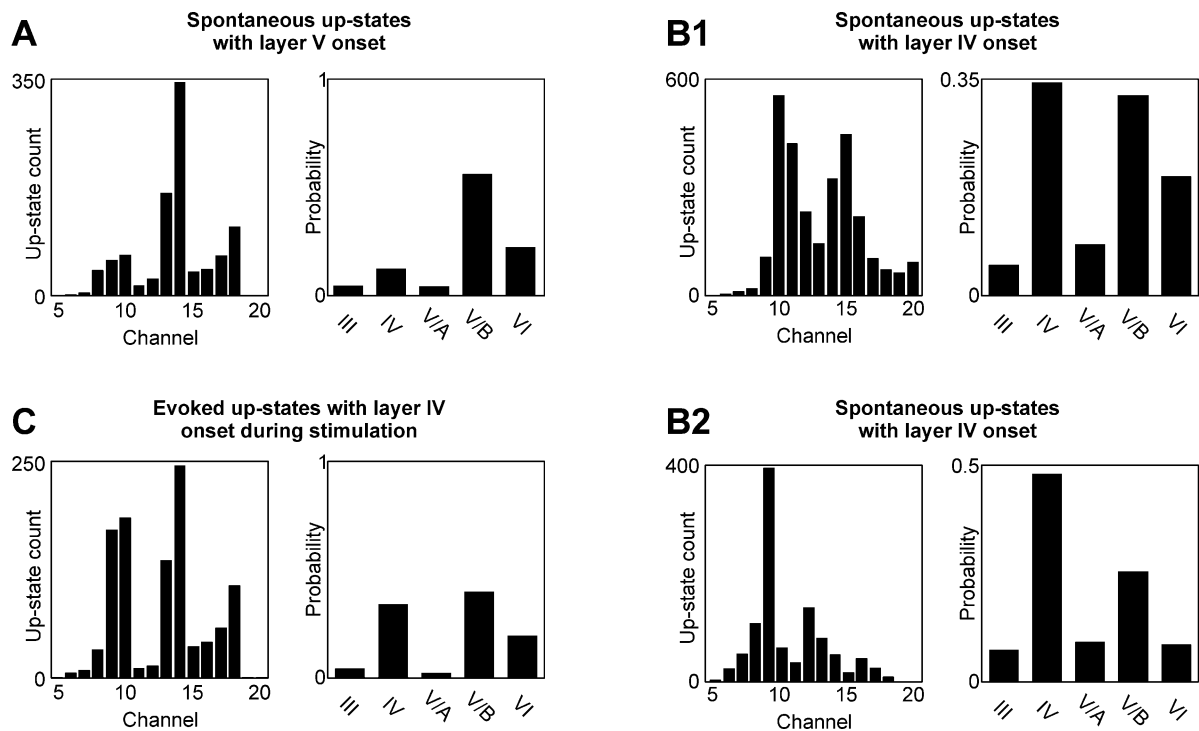 A
Spontaneous up-states
with layer V onset
350
0
Up-state count
5 10 15 20
Channel
1
0
Probability
III IV V/A V/B VI
B1
Spontaneous up-states
with layer IV onset
600
0
Up-state count
5 10 15 20
Channel
0.35
0
Probability
III IV V/A V/B VI
C
Evoked up-states with layer IV
onset during stimulation
250
0
Up-state count
5 10 15 20
Channel
1
0
Probability
III IV V/A V/B VI
B2
Spontaneous up-states
with layer IV onset
400
0
Up-state count
5 10 15 20
Channel
0.5
0
Probability
III IV V/A V/B VI